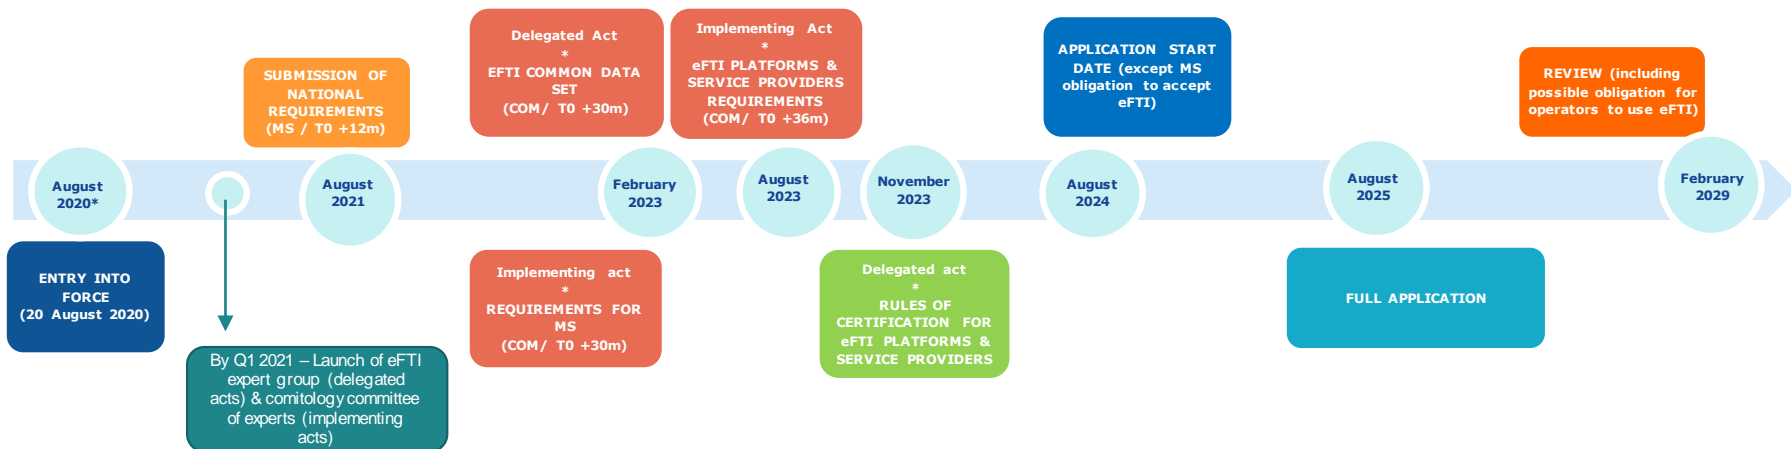 SUBMISSION OF
NATIONAL
REQUIREMENTS
(MS / T0 +12m)
Delegated Act
*
EFTI COMMON DATA
SET
(COM/ T0 +30m)
Implementing Act
*
eFTI PLATFORMS &
SERVICE PROVIDERS
REQUIREMENTS
(COM/ T0 +36m)
APPLICATION START
DATE (except MS
obligation to accept
eFTI)
REVIEW (including
possible obligation for
operators to use eFTI)
August
2020*
August
2021
February
2023
August
2023
November
2023
August
2024
August
2025
February
2029
ENTRY INTO
FORCE
(20 August 2020)
By Q1 2021 – Launch of eFTI
expert group (delegated
acts) & comitology committee
of experts (implementing
acts)
Implementing act
*
REQUIREMENTS FOR
MS
(COM/ T0 +30m)
Delegated act
*
RULES OF
CERTIFICATION FOR
eFTI PLATFORMS &
SERVICE PROVIDERS
FULL APPLICATION